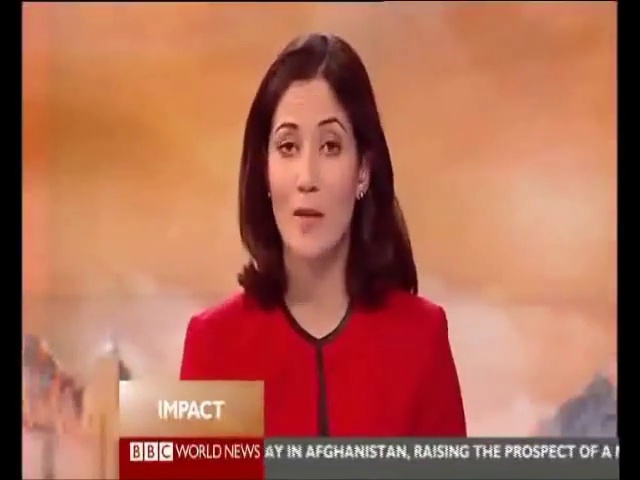 IMPACT
BBC WORLD NEWS AY IN AFGHANISTAN, RAISING THE PROSPECT OF A